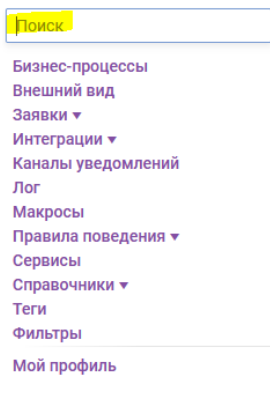 Поиск
Бизнес-процессы
Внешний вид
Заявки ▼
Интеграции ▼
Каналы уведомлений
Лог
Макросы
Правила поведения ▼
Сервисы
Справочники ▼
Теги
Фильтры
Мой профиль